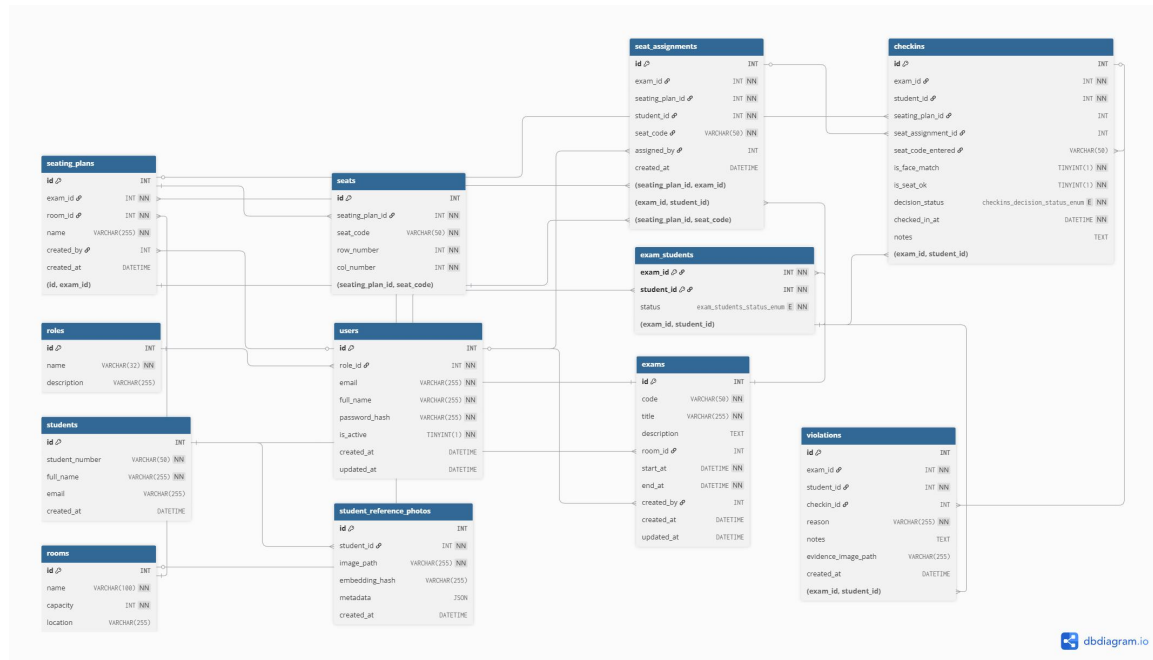 seat_assignments
id INT
exam_id INT NN
seating_plan_id INT NN
student_id INT NN
seat_code VARCHAR(50) NN
assigned_by INT
created_at DATETIME
(seating_plan_id, exam_id)
(exam_id, student_id)
(seating_plan_id, seat_code)
checkins
id INT
exam_id INT NN
student_id INT NN
seating_plan_id INT
seat_assignment_id INT
seat_code_entered VARCHAR(50)
is_face_match TINYINT(1) NN
is_seat_ok TINYINT(1) NN
decision_status checkins_decision_status_enum E NN
checked_in_at DATETIME NN
notes TEXT
(exam_id, student_id)
seating_plans
id INT
exam_id INT NN
room_id INT NN
name VARCHAR(255) NN
created_by INT
created_at DATETIME
(id, exam_id)
seats
id INT
seating_plan_id INT NN
seat_code VARCHAR(50) NN
row_number INT NN
col_number INT NN
(seating_plan_id, seat_code)
exam_students
exam_id INT NN
student_id INT NN
status exam_students_status_enum E NN
(exam_id, student_id)
roles
id INT
name VARCHAR(32) NN
description VARCHAR(255)
users
id INT
role_id INT NN
email VARCHAR(255) NN
full_name VARCHAR(255) NN
password_hash VARCHAR(255) NN
is_active TINYINT(1) NN
created_at DATETIME
updated_at DATETIME
exams
id INT
code VARCHAR(50) NN
title VARCHAR(255) NN
description TEXT
room_id INT
start_at DATETIME NN
end_at DATETIME NN
created_by INT
created_at DATETIME
updated_at DATETIME
students
id INT
student_number VARCHAR(50) NN
full_name VARCHAR(255) NN
email VARCHAR(255)
created_at DATETIME
violations
id INT
exam_id INT NN
student_id INT NN
checkin_id INT
reason VARCHAR(255) NN
notes TEXT
evidence_image_path VARCHAR(255)
created_at DATETIME
(exam_id, student_id)
student_reference_photos
id INT
student_id INT NN
image_path VARCHAR(255) NN
embedding_hash VARCHAR(255)
metadata JSON
created_at DATETIME
rooms
id INT
name VARCHAR(100) NN
capacity INT NN
location VARCHAR(255)
dbdiagram.io